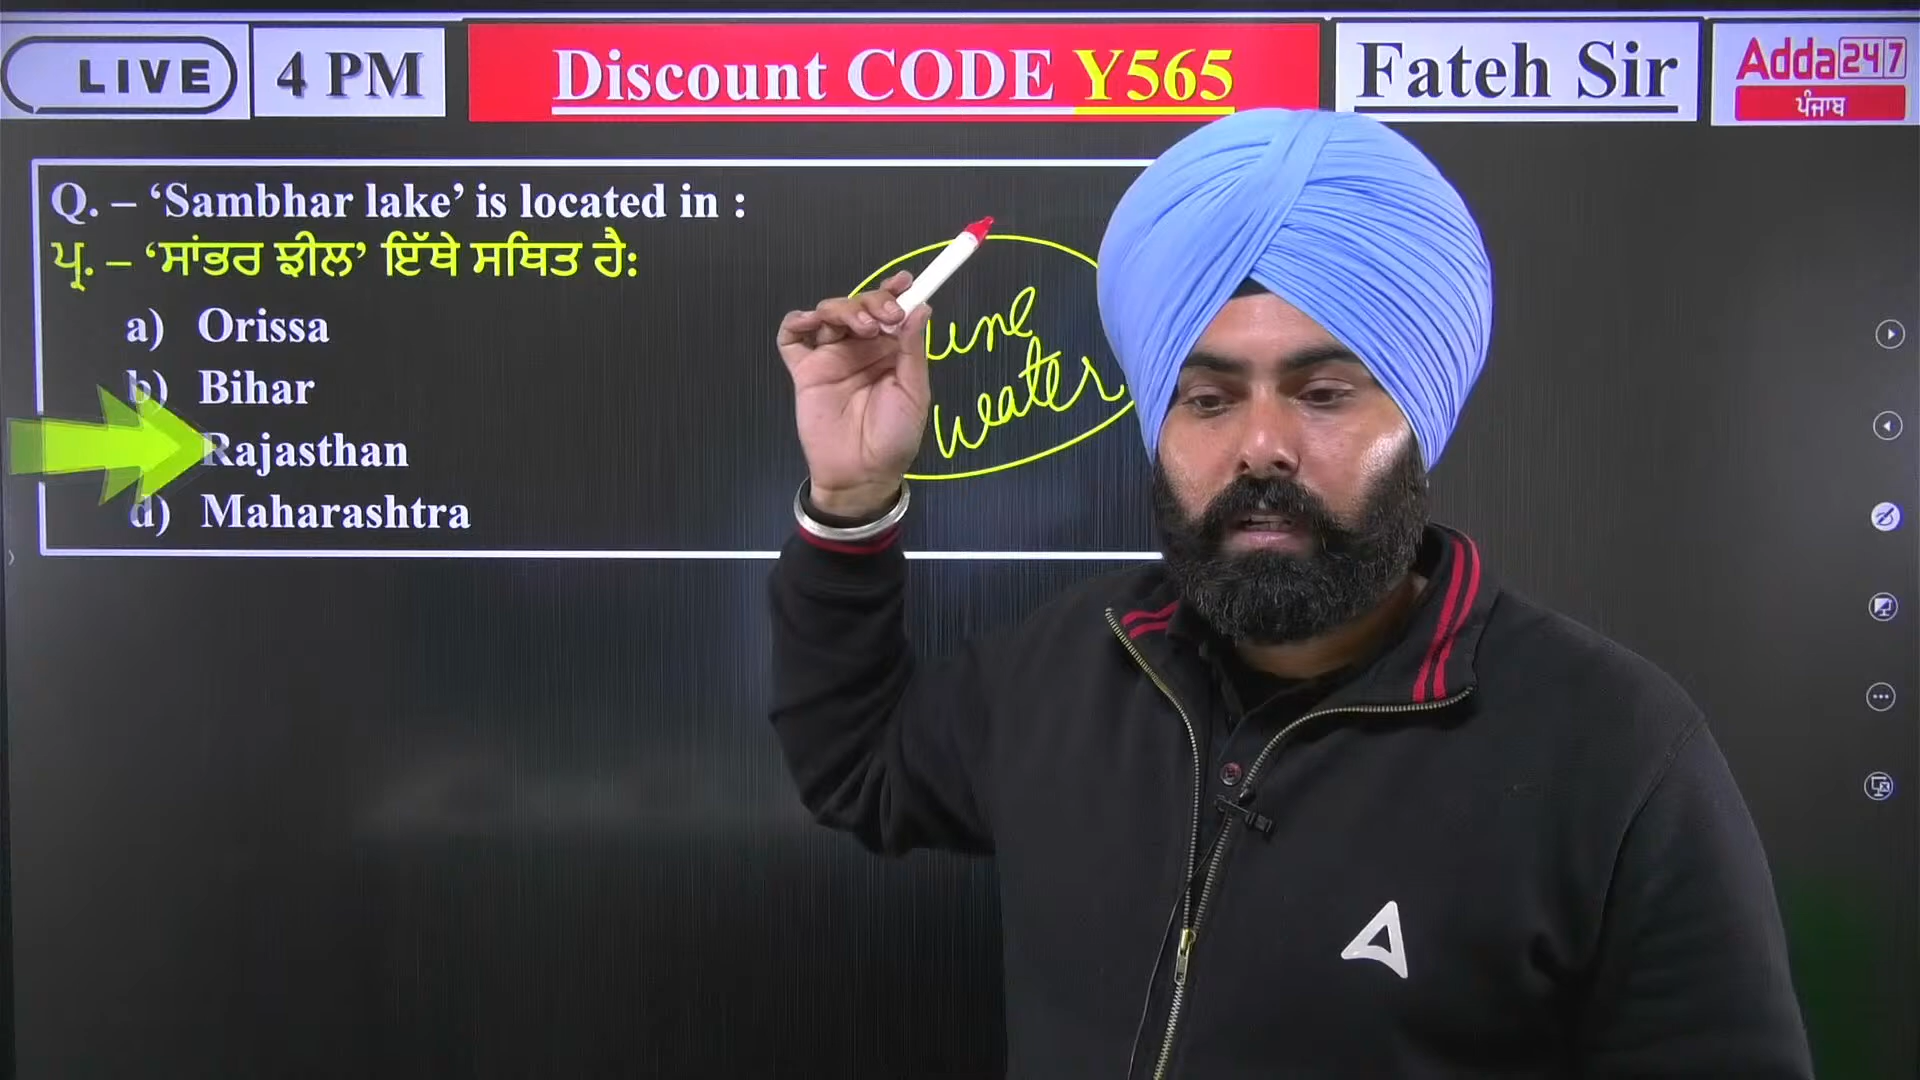 LIVE
4 PM
Discount CODE Y565
Fateh Sir
Adda247
ਪੰਜਾਬ
Q. – ‘Sambhar lake’ is located in :
ਪ੍ਰ. – ‘ਸਾਂਭਰ ਝੀਲ’ ਇੱਥੇ ਸਥਿਤ ਹੈ:
a) Orissa
b) Bihar
Rajasthan
d) Maharashtra
water